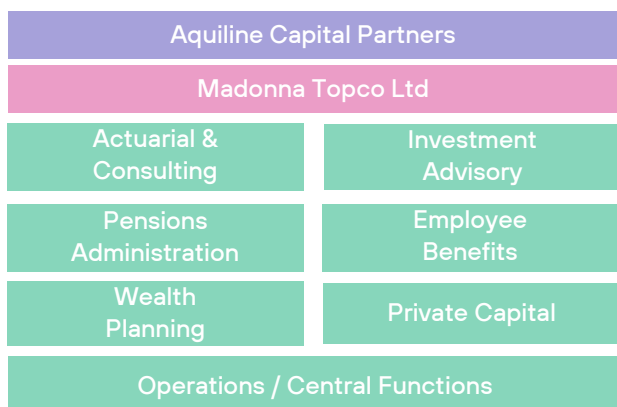 Aquiline Capital Partners
Madonna Topco Ltd
Actuarial &
Consulting
Investment
Advisory
Pensions
Administration
Employee
Benefits
Wealth
Planning
Private Capital
Operations / Central Functions